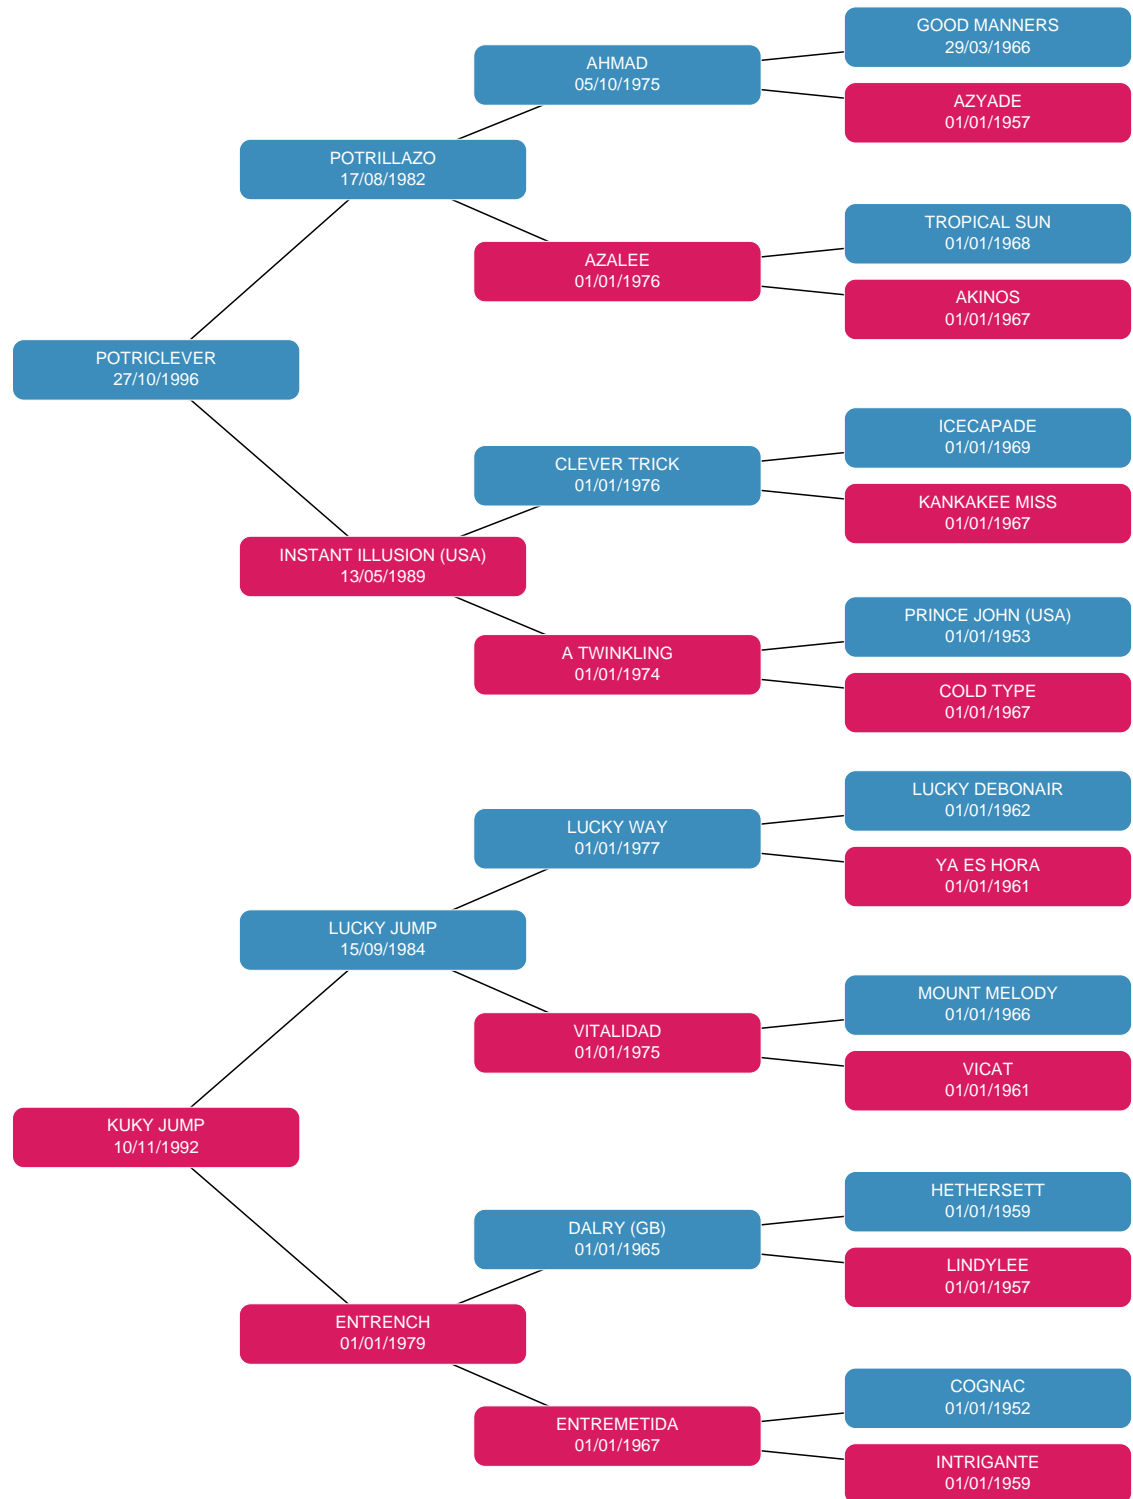 GOOD MANNERS
29/03/1966
AHMAD
05/10/1975
AZYADE
01/01/1957
POTRILLAZO
17/08/1982
TROPICAL SUN
01/01/1968
AZALEE
01/01/1976
AKINOS
01/01/1967
POTRICLEVER
27/10/1996
ICECAPADE
01/01/1969
CLEVER TRICK
01/01/1976
KANKAKEE MISS
01/01/1967
INSTANT ILLUSION (USA)
13/05/1989
PRINCE JOHN (USA)
01/01/1953
A TWINKLING
01/01/1974
COLD TYPE
01/01/1967
LUCKY DEBONAIR
01/01/1962
LUCKY WAY
01/01/1977
YA ES HORA
01/01/1961
LUCKY JUMP
15/09/1984
MOUNT MELODY
01/01/1966
VITALIDAD
01/01/1975
VICAT
01/01/1961
KUKY JUMP
10/11/1992
HETHERSETT
01/01/1959
DALRY (GB)
01/01/1965
LINDYLEE
01/01/1957
ENTRENCH
01/01/1979
COGNAC
01/01/1952
ENTREMETIDA
01/01/1967
INTRIGANTE
01/01/1959